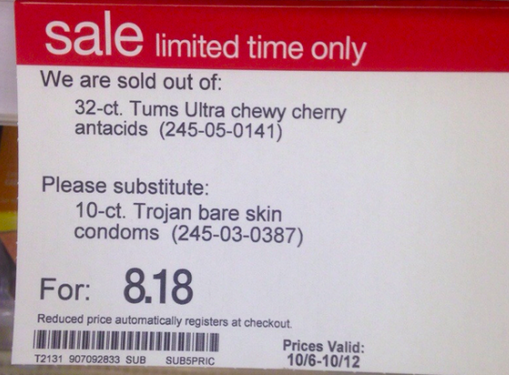 sale limited time only
We are sold out of:
32-ct. Tums Ultra chewy cherry
antacids (245-05-0141)
Please substitute:
10-ct. Trojan bare skin
condoms (245-03-0387)
For: 8.18
Reduced price automatically registers at checkout.
T2131 907092833 SUB SUB5PRIC
Prices Valid:
10/6-10/12